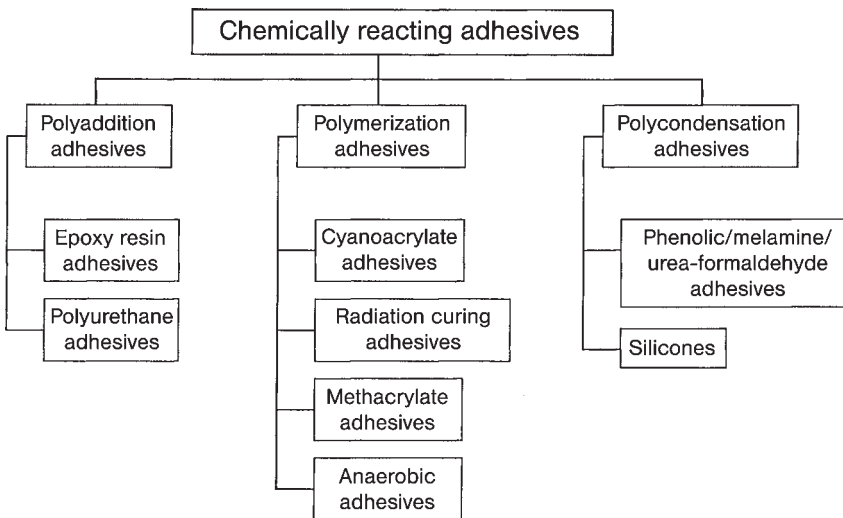 Chemically reacting adhesives
Polyaddition
adhesives
Polymerization
adhesives
Polycondensation
adhesives
Epoxy resin
adhesives
Polyurethane
adhesives
Cyanoacrylate
adhesives
Radiation curing
adhesives
Methacrylate
adhesives
Anaerobic
adhesives
Phenolic/melamine/
urea-formaldehyde
adhesives
Silicones